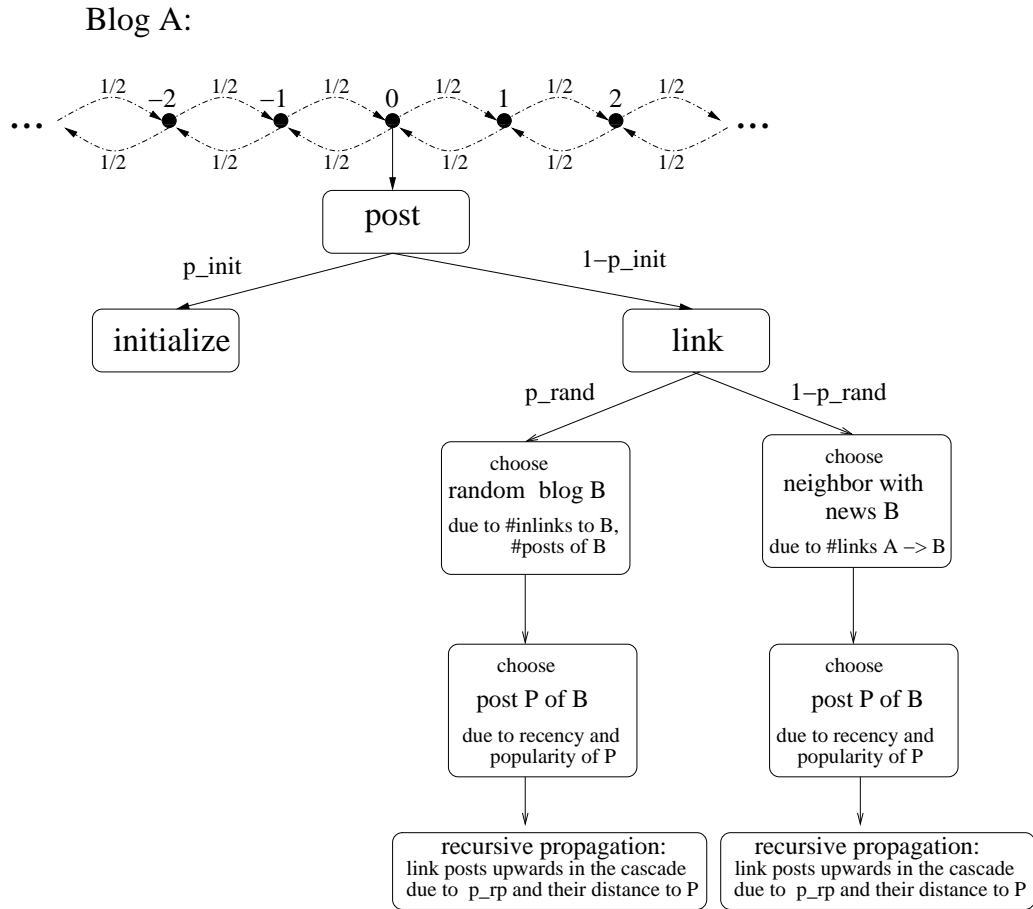 Blog A:
1/2 1/2 1/2 1/2 1/2 1/2
... −2 −1 0 1 2 ...
1/2 1/2 1/2 1/2 1/2 1/2
post
p_init 1−p_init
initialize link
p_rand 1−p_rand
choose
random blog B
due to #inlinks to B,
#posts of B
choose
neighbor with
news B
due to #links A −> B
choose
post P of B
due to recency and
popularity of P
choose
post P of B
due to recency and
popularity of P
recursive propagation:
link posts upwards in the cascade
due to p_rp and their distance to P
recursive propagation:
link posts upwards in the cascade
due to p_rp and their distance to P